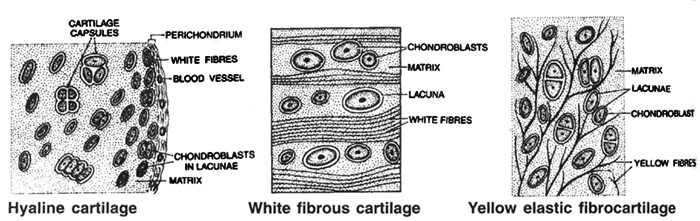 CARTILAGE
CAPSULES
PERICHONDRIUM
WHITE FIBRES
BLOOD VESSEL
CHONDROBLASTS
IN LACUNAE
MATRIX
Hyaline cartilage
CHONDROBLASTS
MATRIX
LACUNA
WHITE FIBRES
White fibrous cartilage
MATRIX
LACUNAE
CHONDROBLAST
YELLOW FIBRES
Yellow elastic fibrocartilage